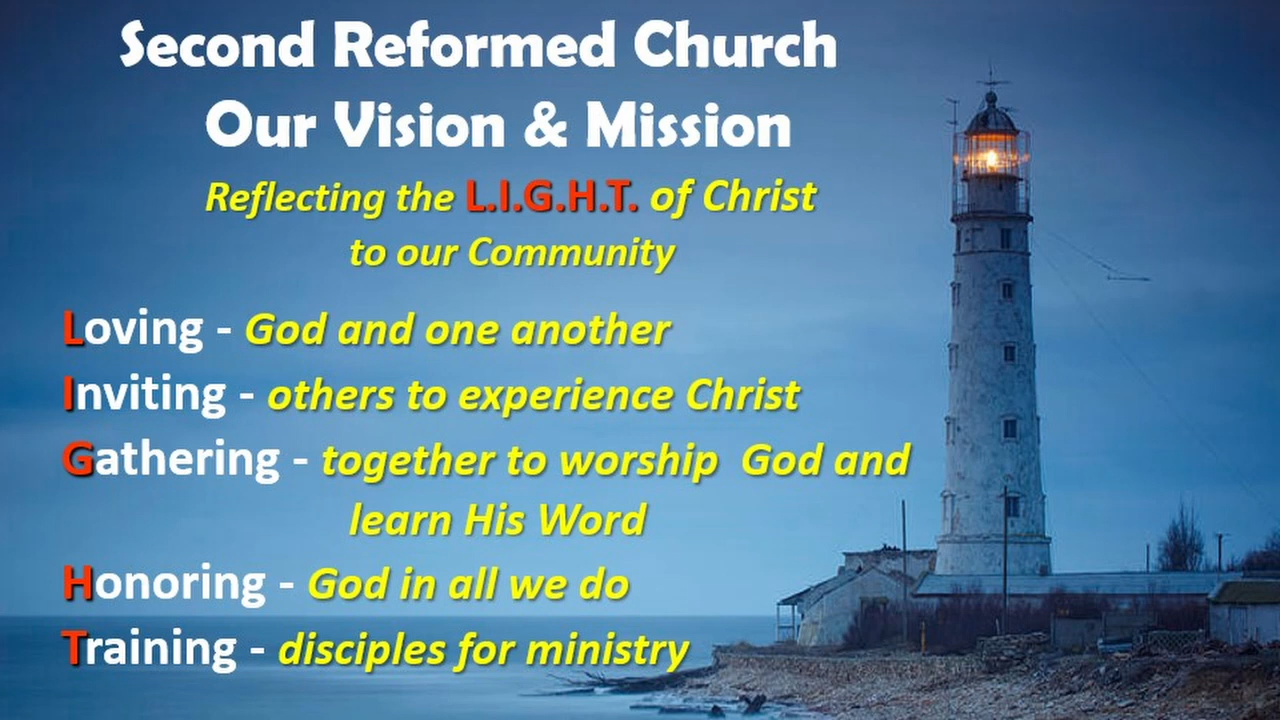 Second Reformed Church
Our Vision & Mission
Reflecting the L.I.G.H.T. of Christ
to our Community
Loving - God and one another
Inviting - others to experience Christ
Gathering - together to worship God and
learn His Word
Honoring - God in all we do
Training - disciples for ministry